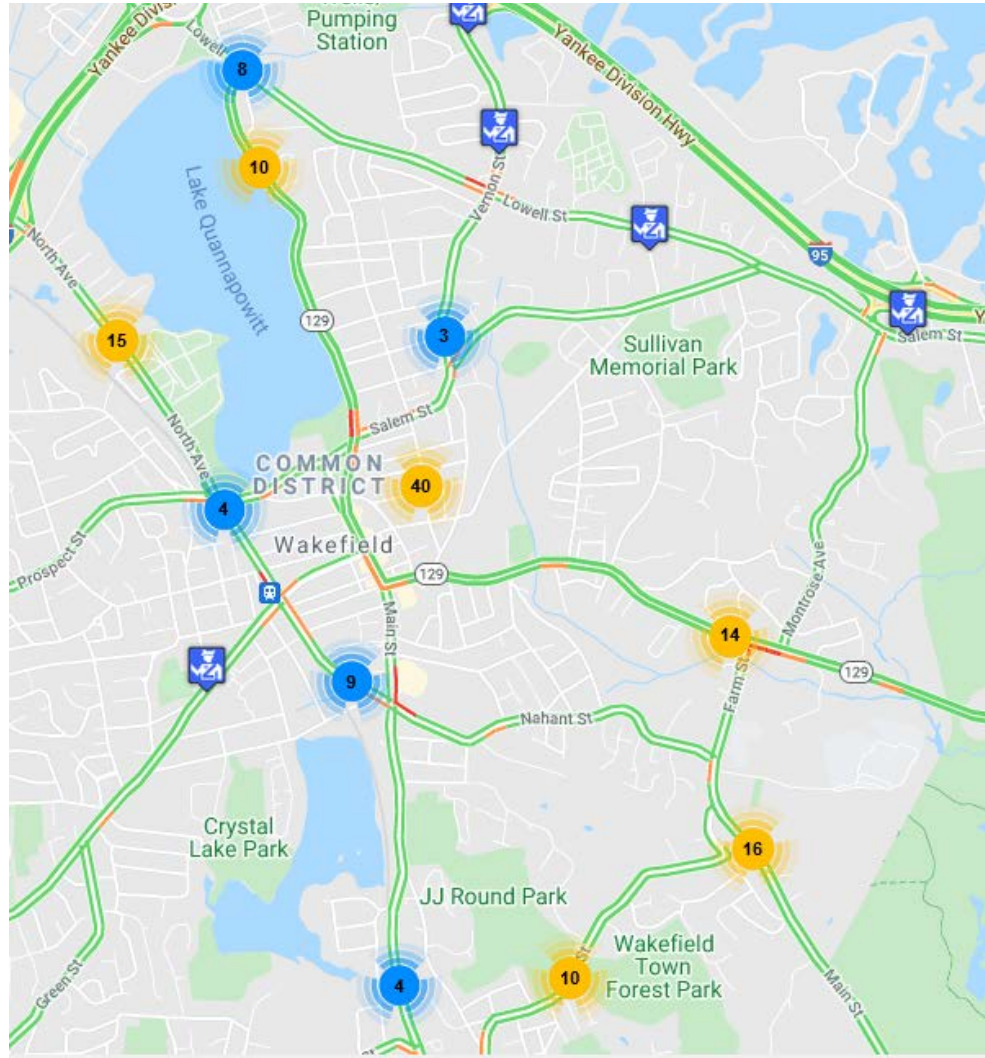 Pumping
Station
Yankee Division
Lowell
8
Yankee Division Hwy
10
Vernon St
Lowell St
Lake Quannapowitt
95
North Ave
129
3
15
Salem St
Sullivan
Memorial Park
Salem St
North Ave
COMMON
DISTRICT
40
4
Wakefield
Prospect St
129
Montrose Ave
Main St
14
Farm St
129
9
Nahant St
Crystal
Lake Park
16
JJ Round Park
Wakefield
Town
Forest Park
10
St
4
Green St
Main St
St